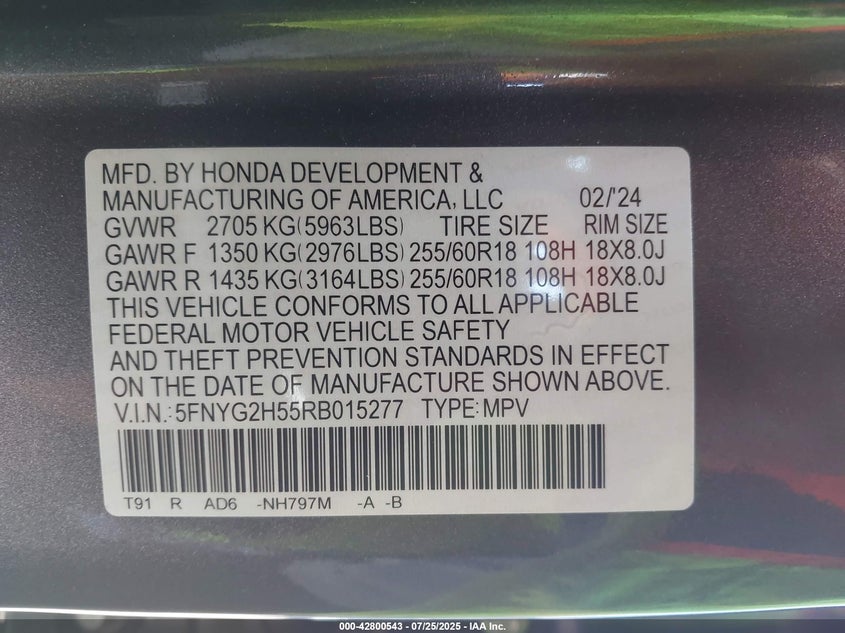 MFD. BY HONDA DEVELOPMENT &
MANUFACTURING OF AMERICA, LLC 02/'24
GVWR 2705 KG(5963LBS) TIRE SIZE RIM SIZE
GAWR F 1350 KG(2976LBS) 255/60R18 108H 18X8.0J
GAWR R 1435 KG(3164LBS) 255/60R18 108H 18X8.0J
THIS VEHICLE CONFORMS TO ALL APPLICABLE
FEDERAL MOTOR VEHICLE SAFETY
AND THEFT PREVENTION STANDARDS IN EFFECT
ON THE DATE OF MANUFACTURE SHOWN ABOVE.
V.I.N.:5FNYG2H55RB015277 TYPE:MPV
T91 R AD6 -NH797M -A -B
000-42800543 - 07/25/2025 - IAA Inc.